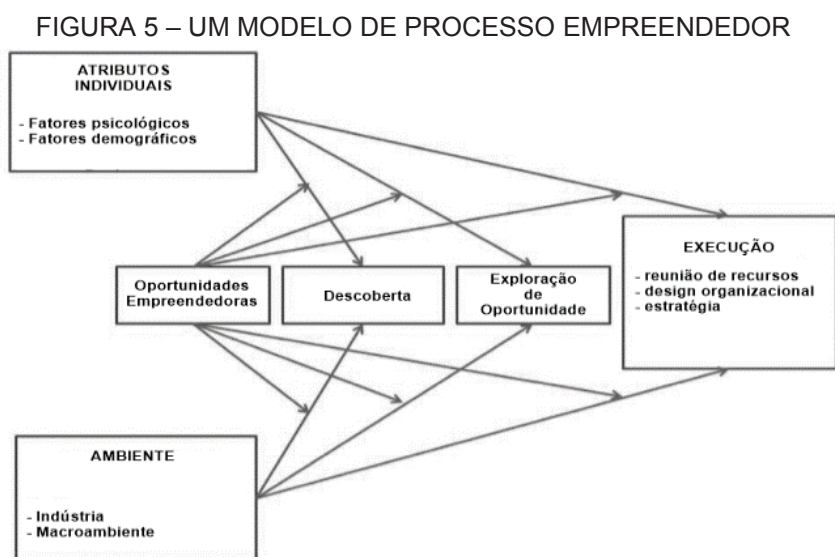 FIGURA 5 – UM MODELO DE PROCESSO EMPREENDEDOR
ATRIBUTOS
INDIVIDUAIS
- Fatores psicológicos
- Fatores demográficos
Oportunidades
Empreendedoras
Descoberta
Exploração
de
Oportunidade
EXECUÇÃO
- reunião de recursos
- design organizacional
- estratégia
AMBIENTE
- Indústria
- Macroambiente